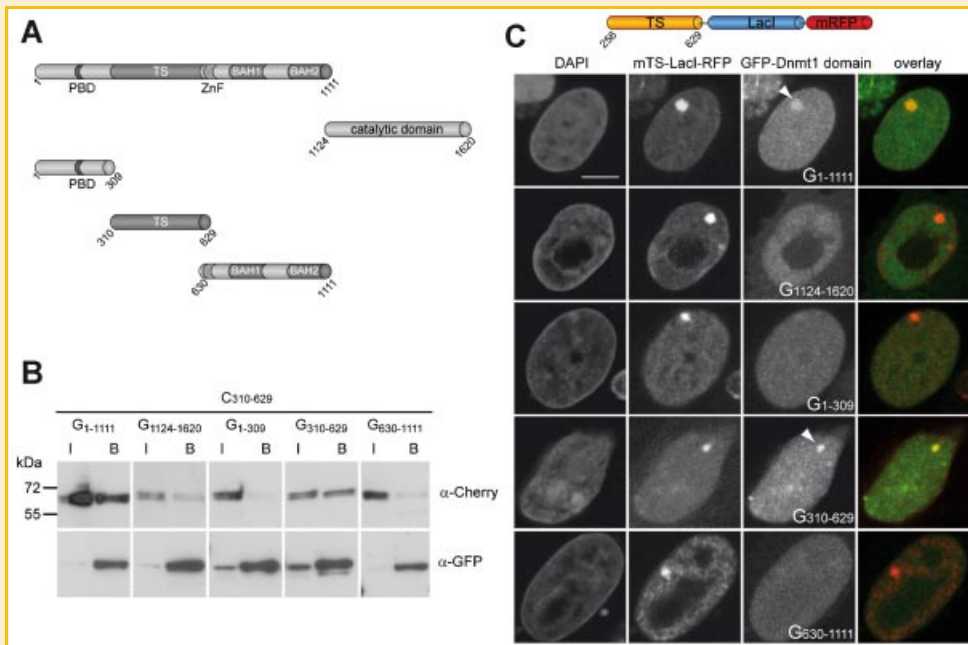 A
1
PBD
TS
ZnF
BAH1
BAH2
1111
catalytic domain
1124
1620
1
PBD
309
TS
310
629
BAH1
BAH2
630
1111
B
C310-629
G1-1111 G1124-1620 G1-309 G310-629 G630-1111
I B I B I B I B I B
kDa
72
55
α-Cherry
α-GFP
C
TS LacI mRFP
258 629
DAPI mTS-LacI-RFP GFP-Dnmt1 domain overlay
G1-1111
G1124-1620
G1-309
G310-629
G630-1111